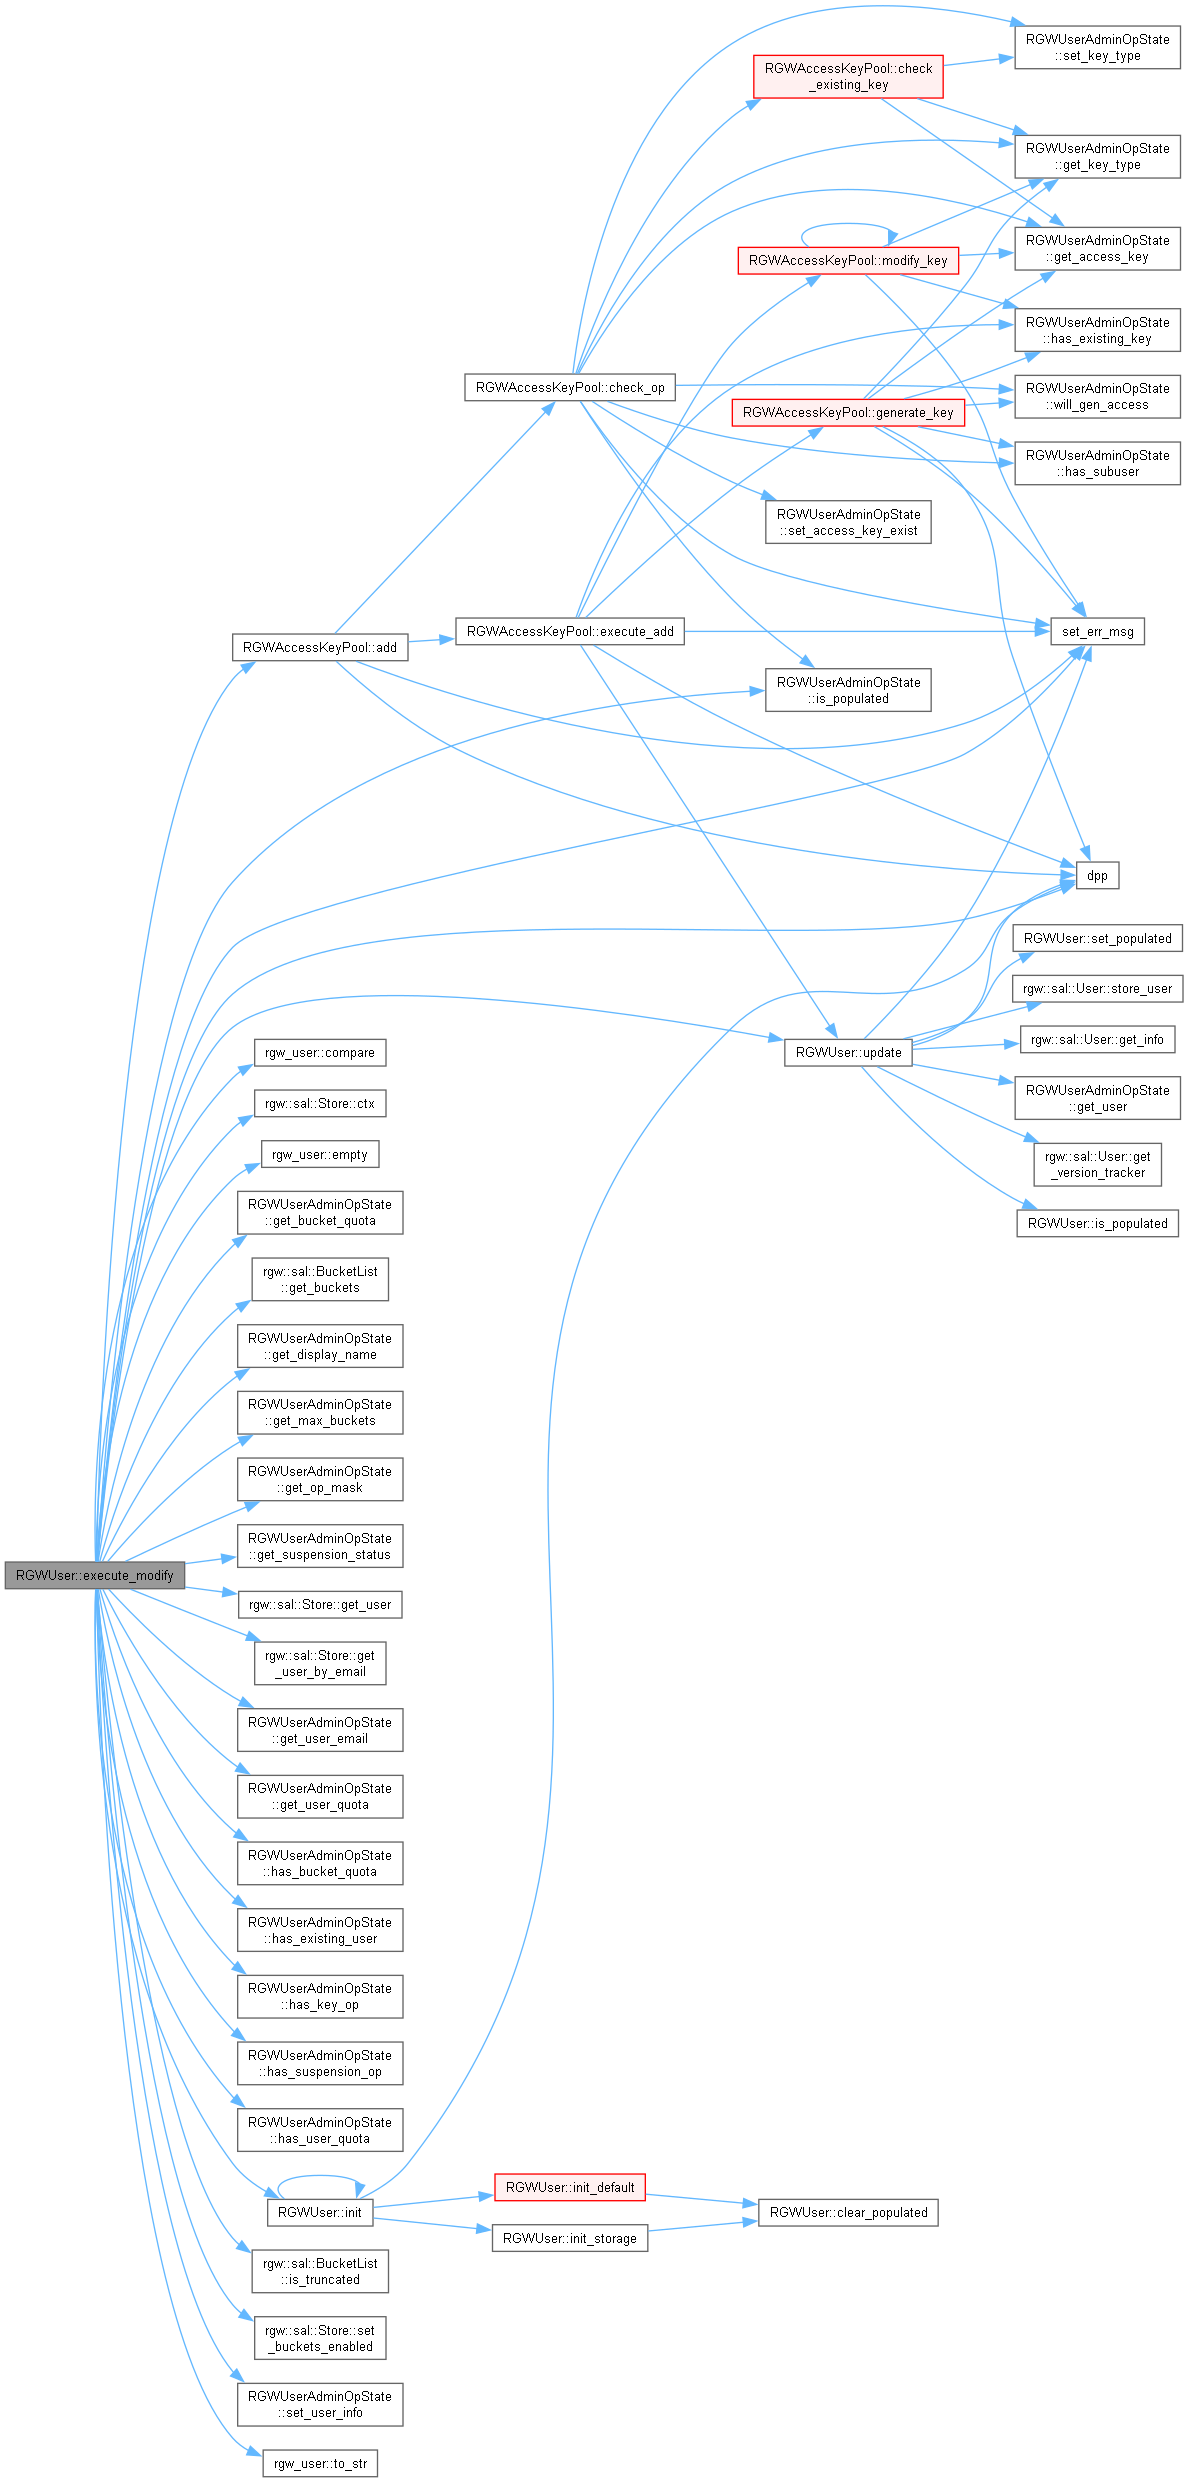 RGWUserAdminOpState
::set_key_type
RGWAccessKeyPool::check
_existing_key
RGWUserAdminOpState
::get_key_type
RGWUserAdminOpState
::get_access_key
RGWAccessKeyPool::modify_key
RGWUserAdminOpState
::has_existing_key
RGWAccessKeyPool::check_op
RGWUserAdminOpState
::will_gen_access
RGWAccessKeyPool::generate_key
RGWUserAdminOpState
::has_subuser
RGWUserAdminOpState
::set_access_key_exist
RGWAccessKeyPool::add
RGWAccessKeyPool::execute_add
set_err_msg
RGWUserAdminOpState
::is_populated
dpp
RGWUser::set_populated
rgw::sal::User::store_user
rgw_user::compare
RGWUser::update
rgw::sal::User::get_info
rgw::sal::Store::ctx
RGWUserAdminOpState
::get_user
rgw_user::empty
rgw::sal::User::get
_version_tracker
RGWUserAdminOpState
::get_bucket_quota
RGWUser::is_populated
rgw::sal::BucketList
::get_buckets
RGWUserAdminOpState
::get_display_name
RGWUserAdminOpState
::get_max_buckets
RGWUserAdminOpState
::get_op_mask
RGWUserAdminOpState
::get_suspension_status
RGWUser::execute_modify
rgw::sal::Store::get_user
rgw::sal::Store::get
_user_by_email
RGWUserAdminOpState
::get_user_email
RGWUserAdminOpState
::get_user_quota
RGWUserAdminOpState
::has_bucket_quota
RGWUserAdminOpState
::has_existing_user
RGWUserAdminOpState
::has_key_op
RGWUserAdminOpState
::has_suspension_op
RGWUserAdminOpState
::has_user_quota
RGWUser::init
RGWUser::init_default
RGWUser::clear_populated
RGWUser::init_storage
rgw::sal::BucketList
::is_truncated
rgw::sal::Store::set
_buckets_enabled
RGWUserAdminOpState
::set_user_info
rgw_user::to_str